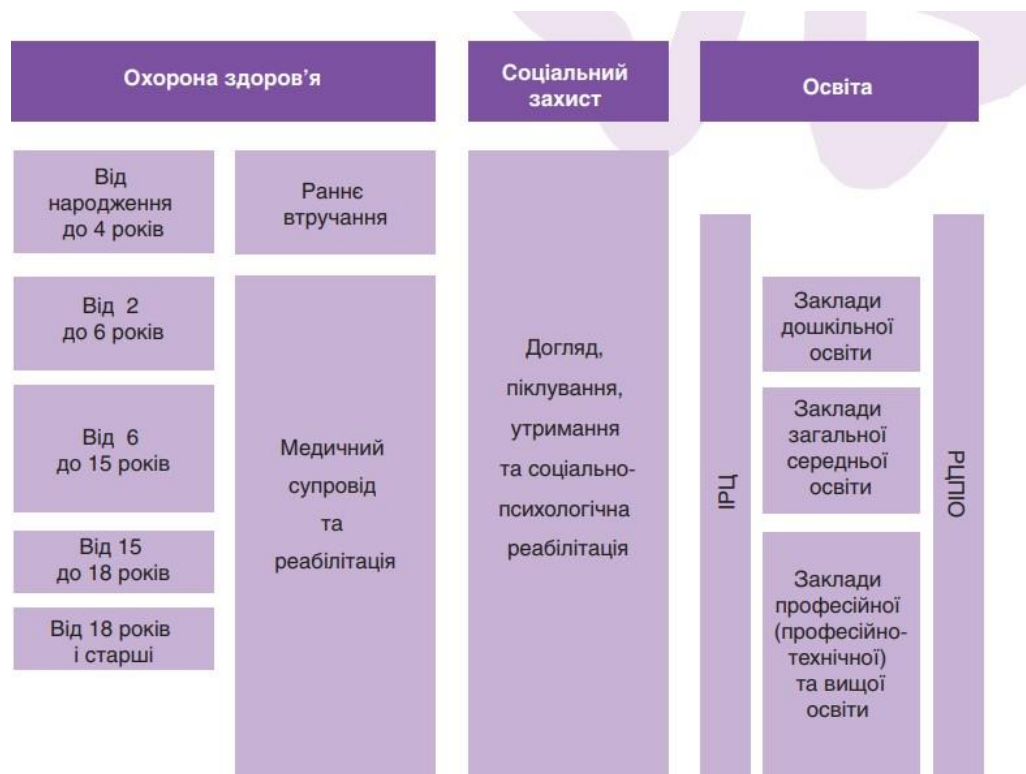 Охорона здоров’я
Соціальний
захист
Освіта
Від
народження
до 4 років
Раннє
втручання
Від 2
до 6 років
Від 6
до 15 років
Від 15
до 18 років
Від 18 років
і старші
Медичний
супровід
та
реабілітація
Догляд,
піклування,
утримання
та соціально-
психологічна
реабілітація
ІРЦ
Заклади
дошкільної
освіти
Заклади
загальної
середньої
освіти
Заклади
професійної
(професійно-
технічної)
та вищої
освіти
РЦПІО